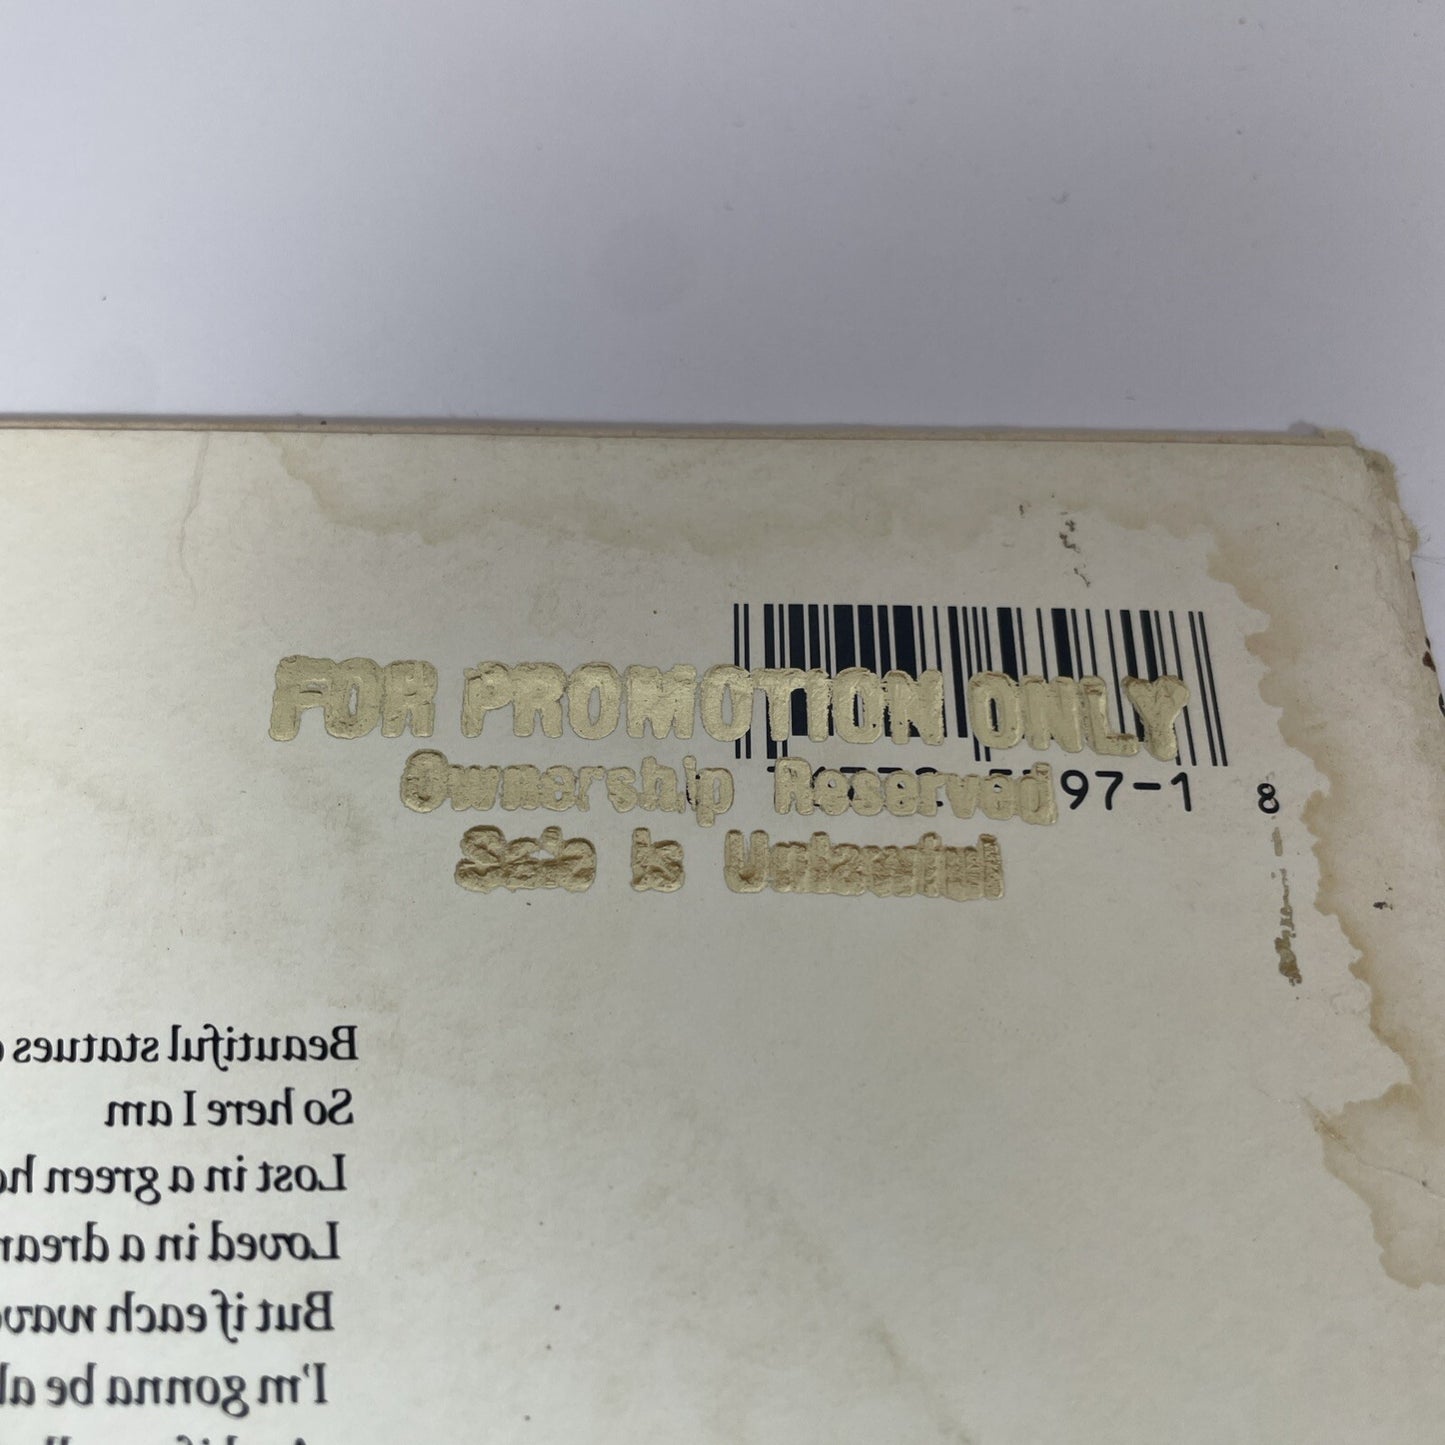 FOR PROMOTION ONLY
Ownership Reserved
97-1 8
Sale is Unlawful
Beautiful statues
So here I am
Lost in a green
Loved in a
But if each
I'm gonna be